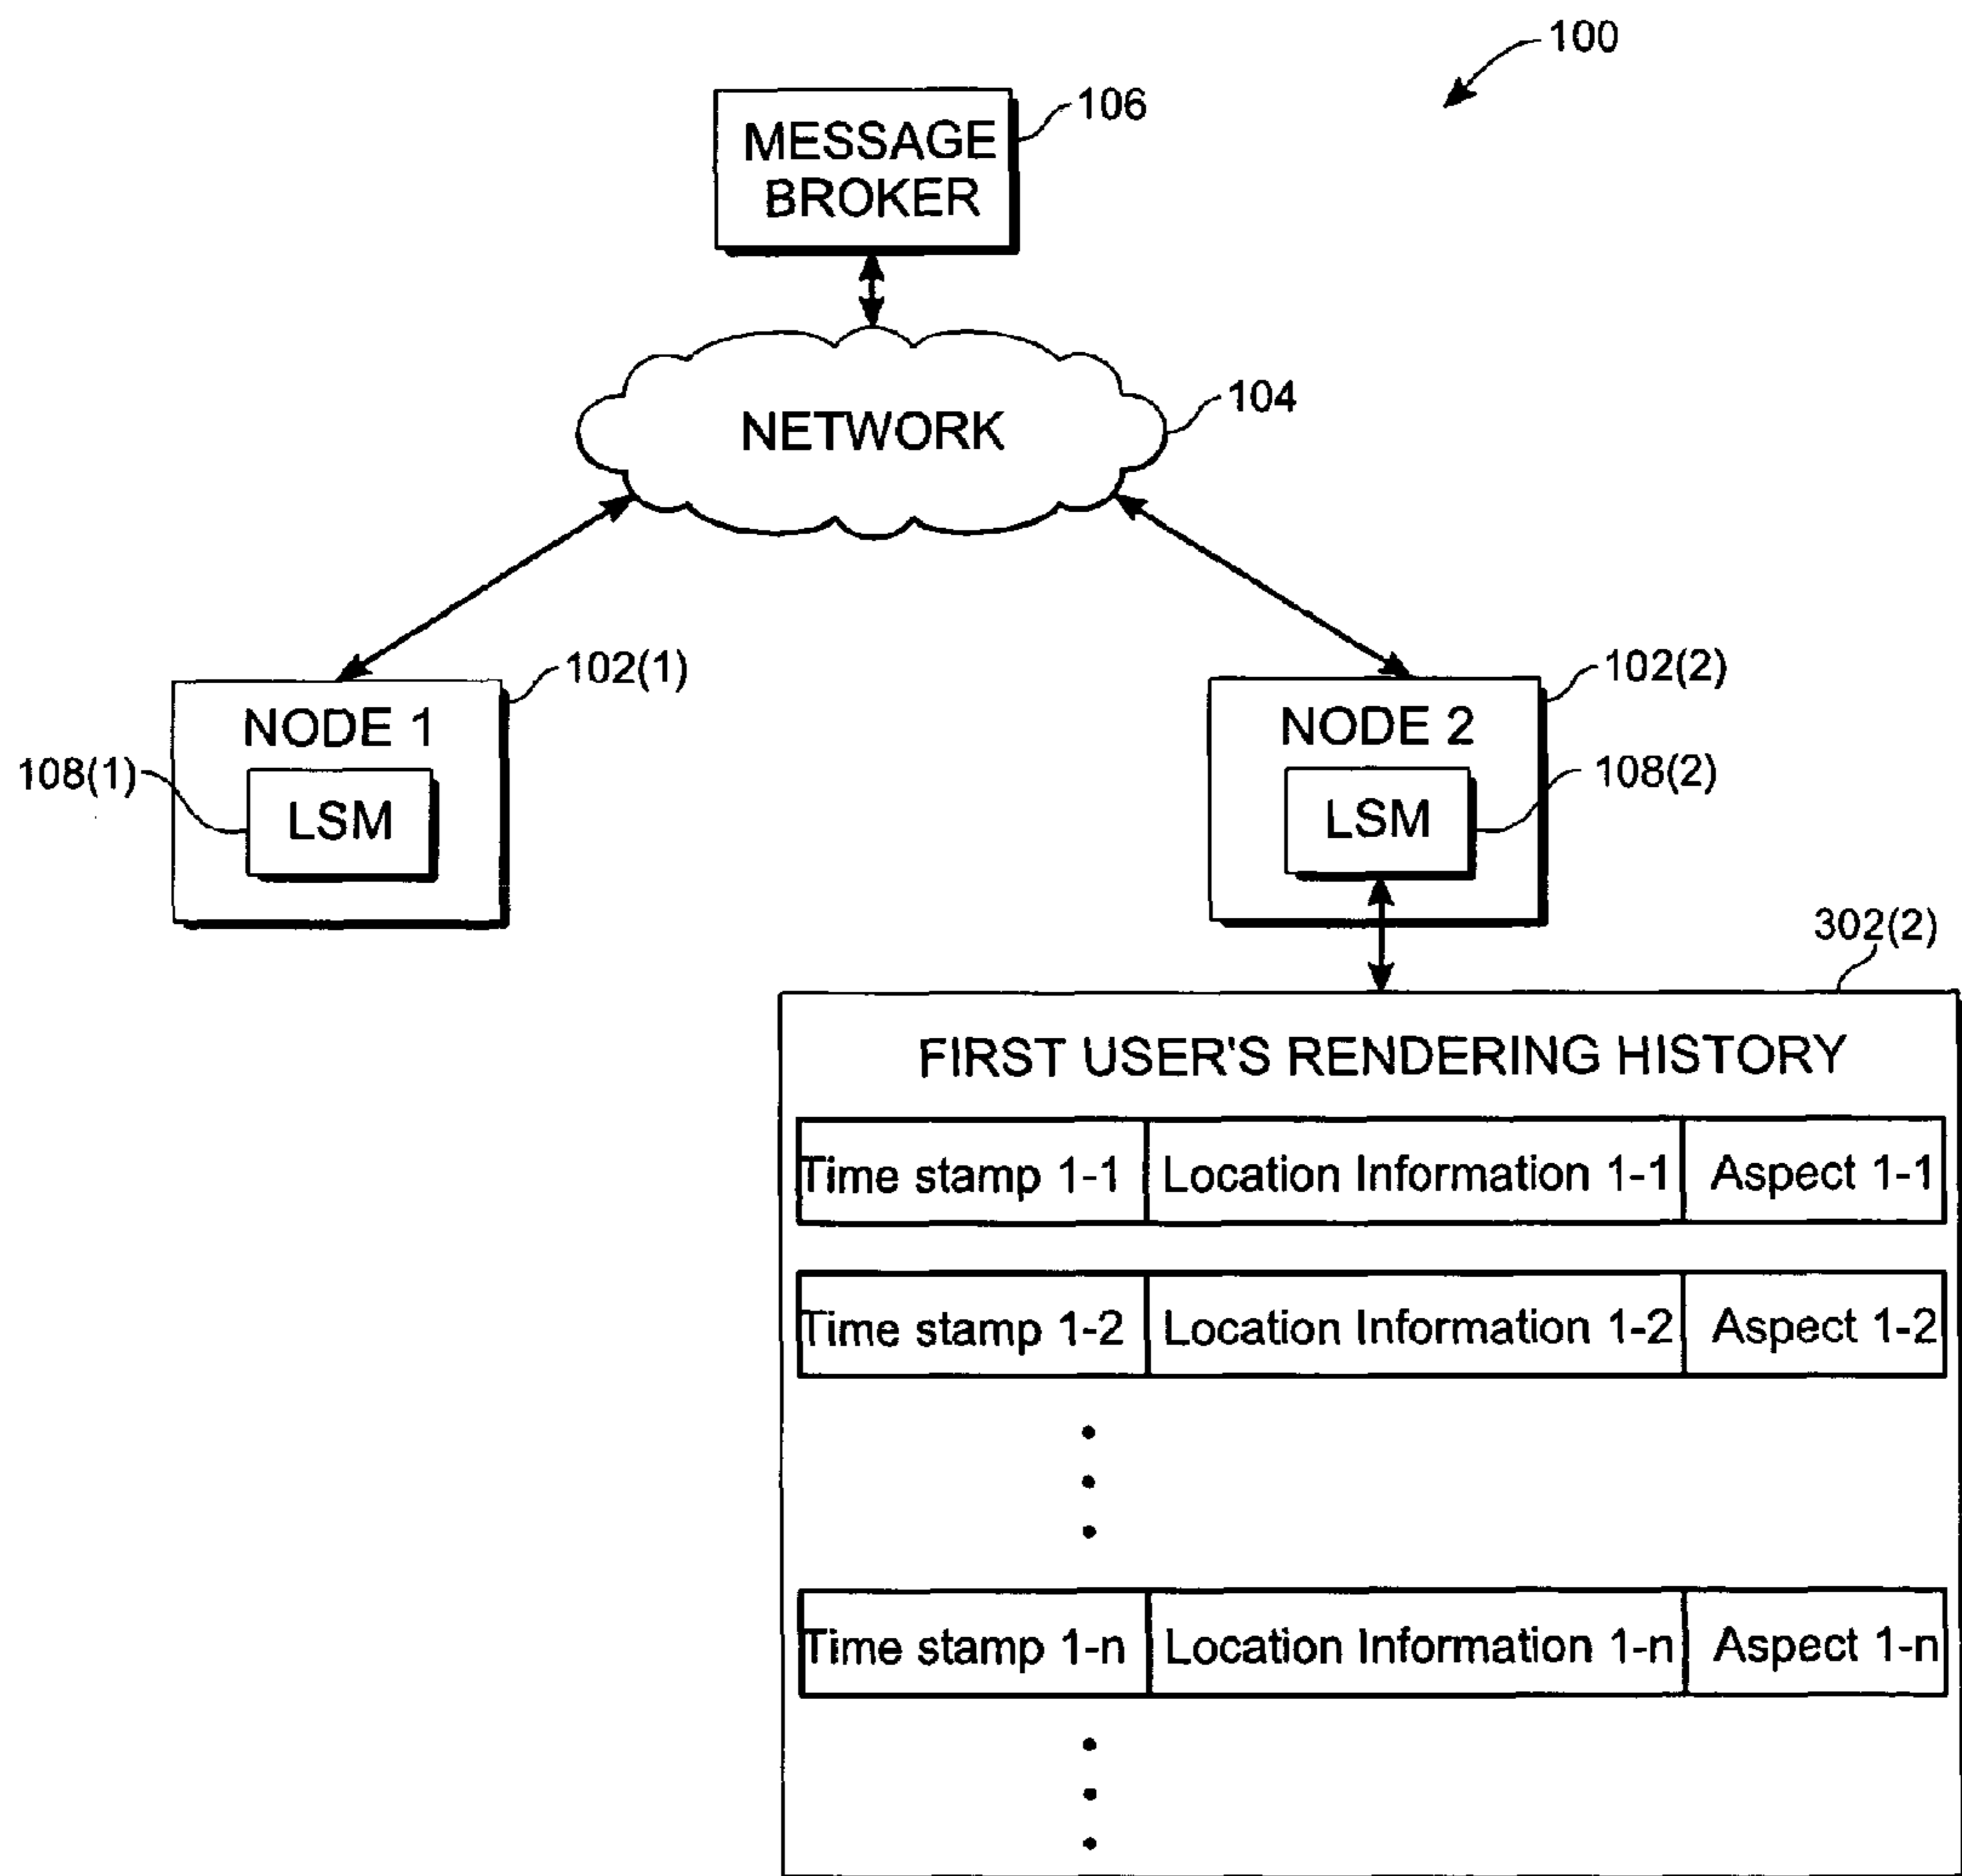 100
MESSAGE
BROKER
106
NETWORK
104
102(1)
NODE 1
108(1)
LSM
102(2)
NODE 2
108(2)
LSM
302(2)
FIRST USER'S RENDERING HISTORY
Time stamp 1-1 Location Information 1-1 Aspect 1-1
Time stamp 1-2 Location Information 1-2 Aspect 1-2
Time stamp 1-n Location Information 1-n Aspect 1-n